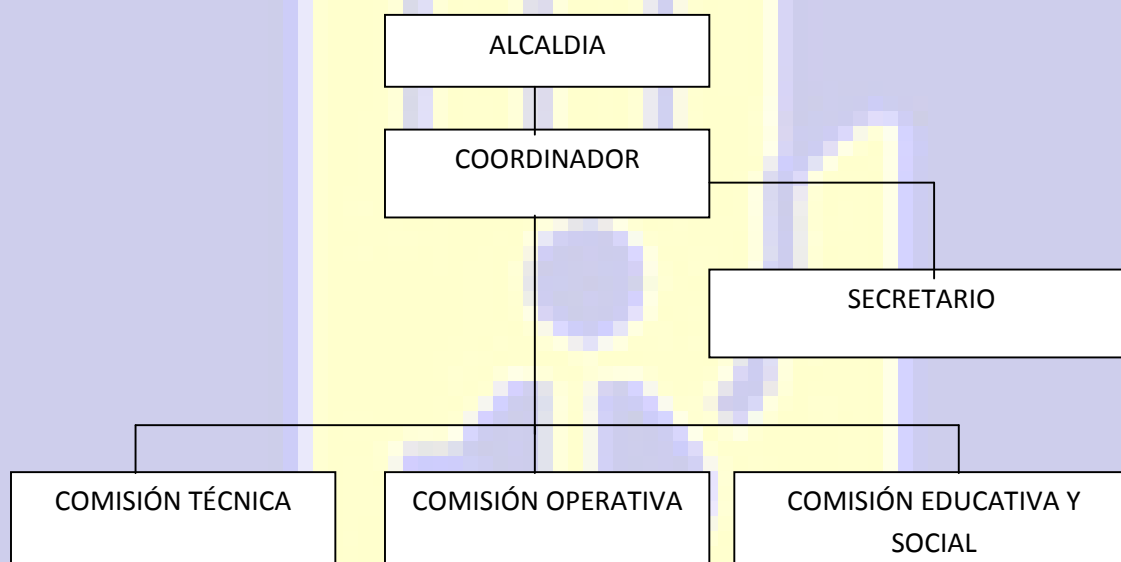 ALCALDIA
COORDINADOR
SECRETARIO
COMISIÓN TÉCNICA
COMISIÓN OPERATIVA
COMISIÓN EDUCATIVA Y
SOCIAL